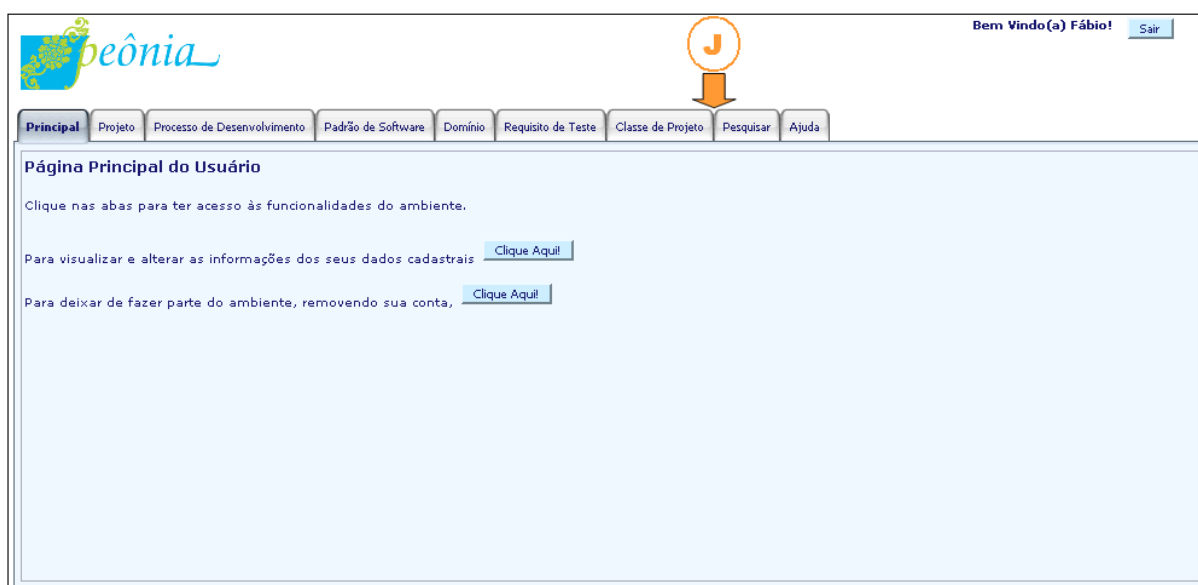 peônia
J
Bem Vindo(a) Fábio! Sair
Principal Projeto Processo de Desenvolvimento Padrão de Software Domínio Requisito de Teste Classe de Projeto Pesquisar Ajuda
Página Principal do Usuário
Clique nas abas para ter acesso às funcionalidades do ambiente.
Para visualizar e alterar as informações dos seus dados cadastrais Clique Aqui!
Para deixar de fazer parte do ambiente, removendo sua conta, Clique Aqui!